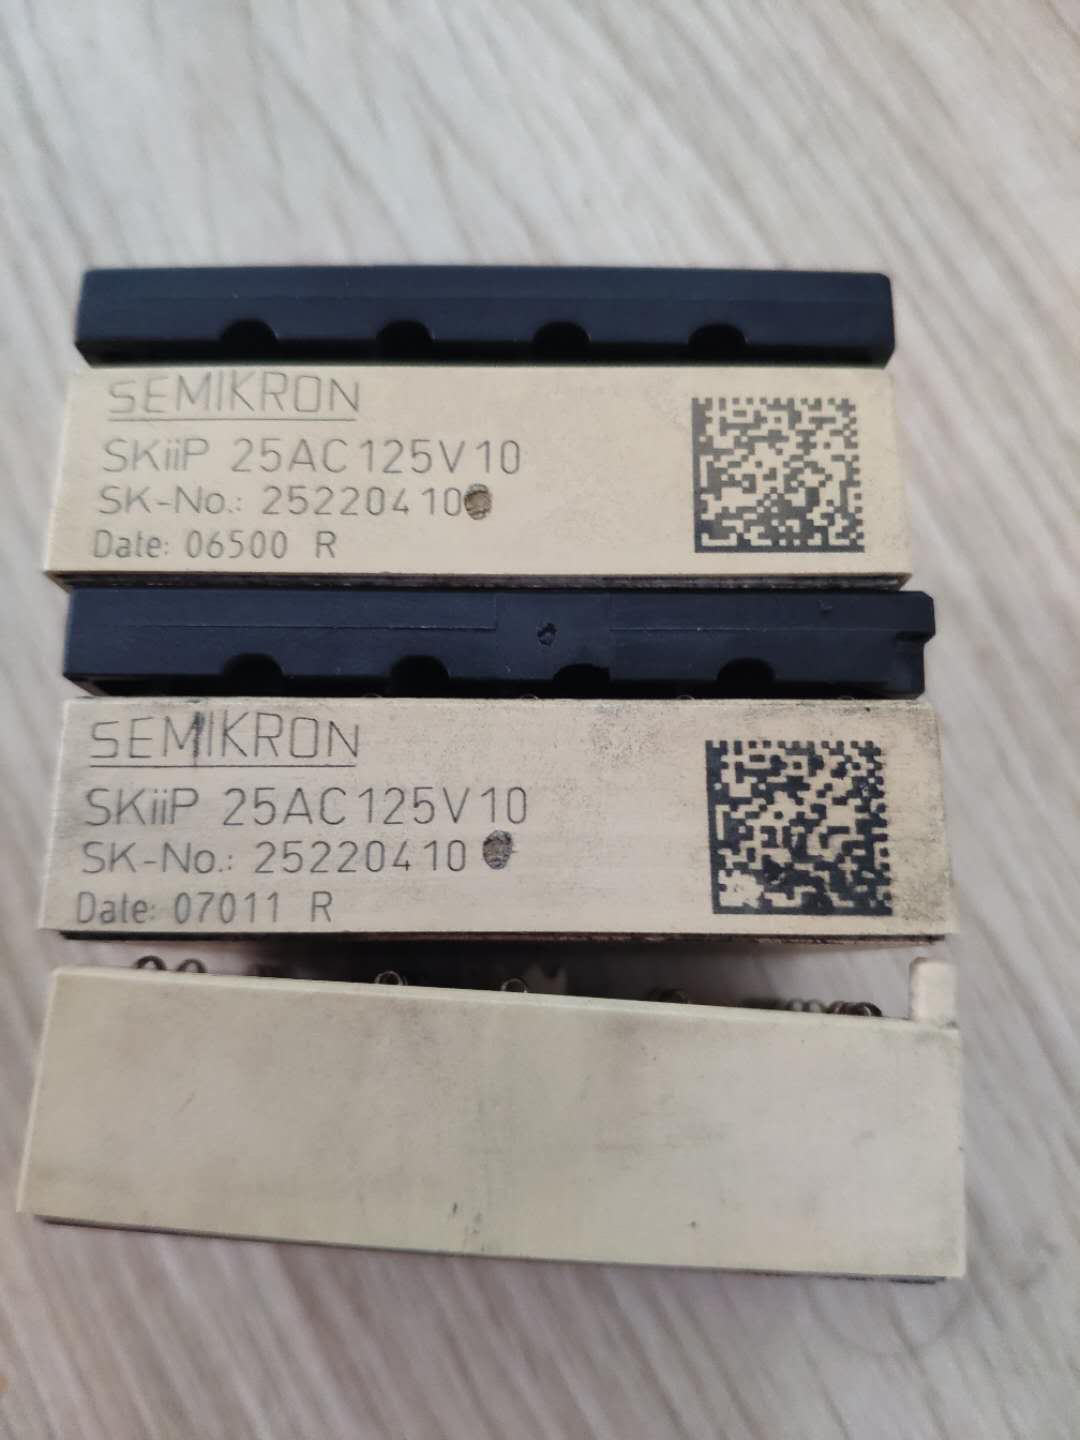 SEMIKRON
SKiiP 25AC125V10
SK-No.: 25220410
Date: 06500 R
SEMIKRON
SKiiP 25AC125V10
SK-No.: 25220410
Date: 07011 R